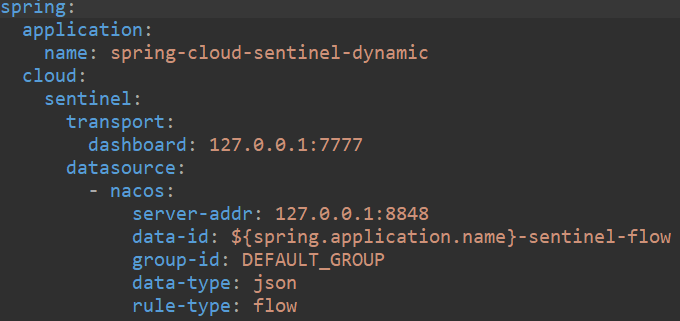 spring:
  application:
    name: spring-cloud-sentinel-dynamic
  cloud:
    sentinel:
      transport:
        dashboard: 127.0.0.1:7777
      datasource:
        - nacos:
            server-addr: 127.0.0.1:8848
            data-id: ${spring.application.name}-sentinel-flow
            group-id: DEFAULT_GROUP
            data-type: json
            rule-type: flow